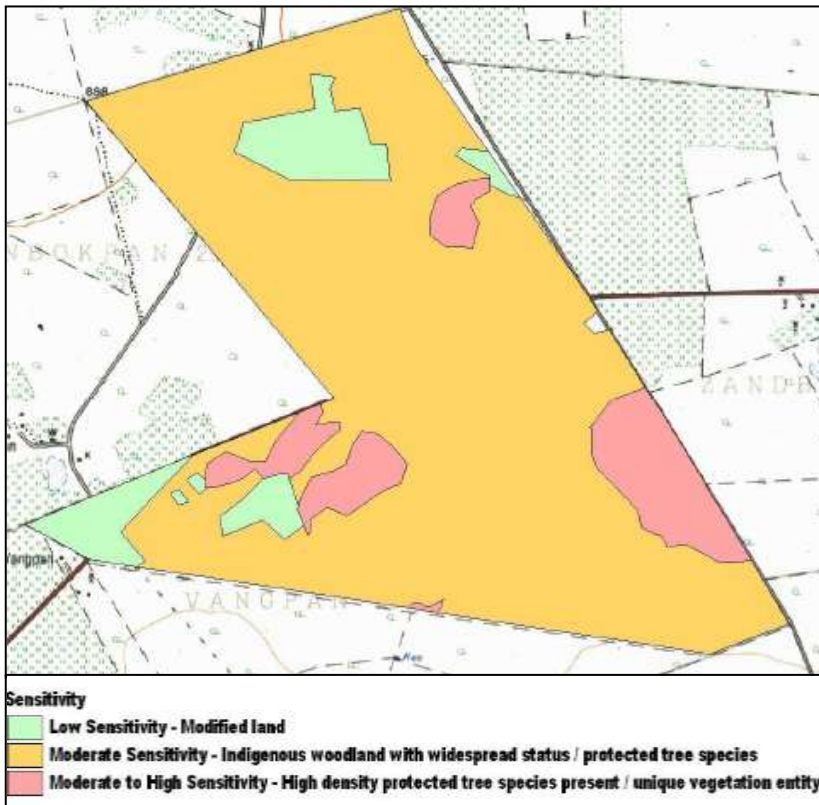 698
VANGPAN
Sensitivity
Low Sensitivity - Modified land
Moderate Sensitivity - Indigenous woodland with widespread status / protected tree species
Moderate to High Sensitivity - High density protected tree species present / unique vegetation entity